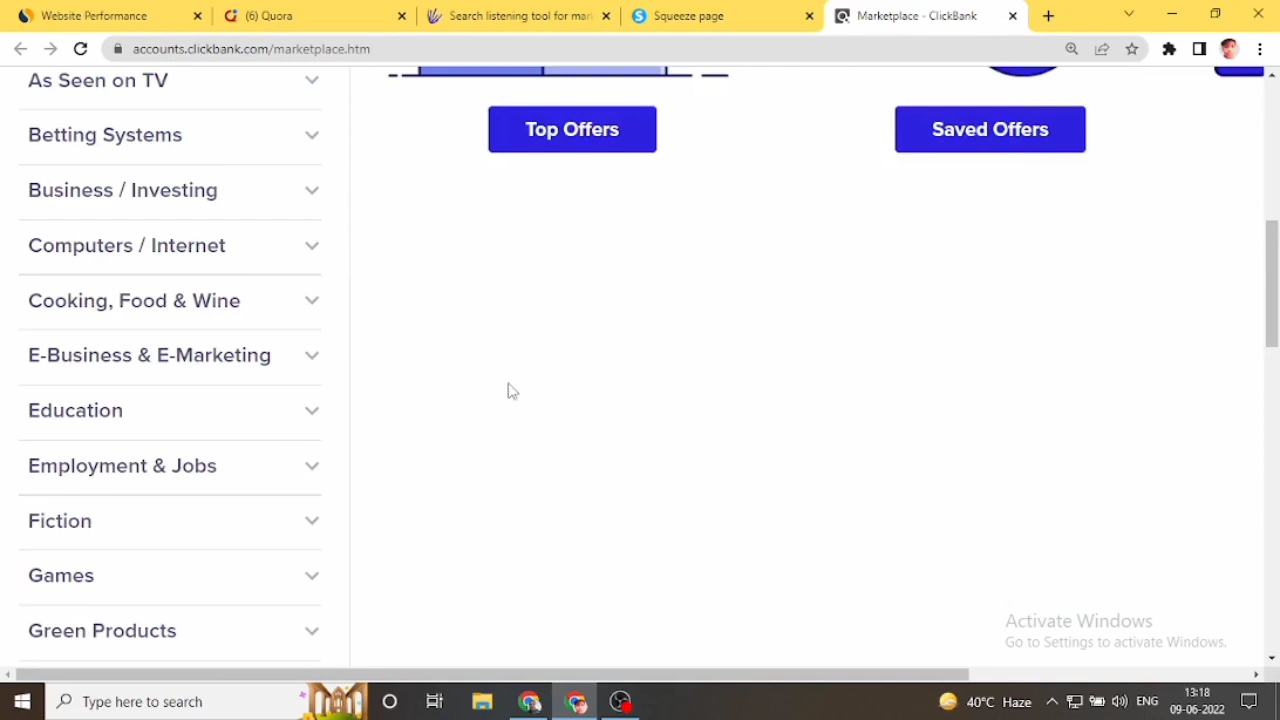 Website Performance
(6) Quora
Search listening tool for mar
Squeeze page
Marketplace - ClickBank
accounts.clickbank.com/marketplace.htm
As Seen on TV
Betting Systems
Business / Investing
Computers / Internet
Cooking, Food & Wine
E-Business & E-Marketing
Education
Employment & Jobs
Fiction
Games
Green Products
Top Offers
Saved Offers
Activate Windows
Go to Settings to activate Windows.
Type here to search
40°C Haze
ENG
13:18
09-06-2022